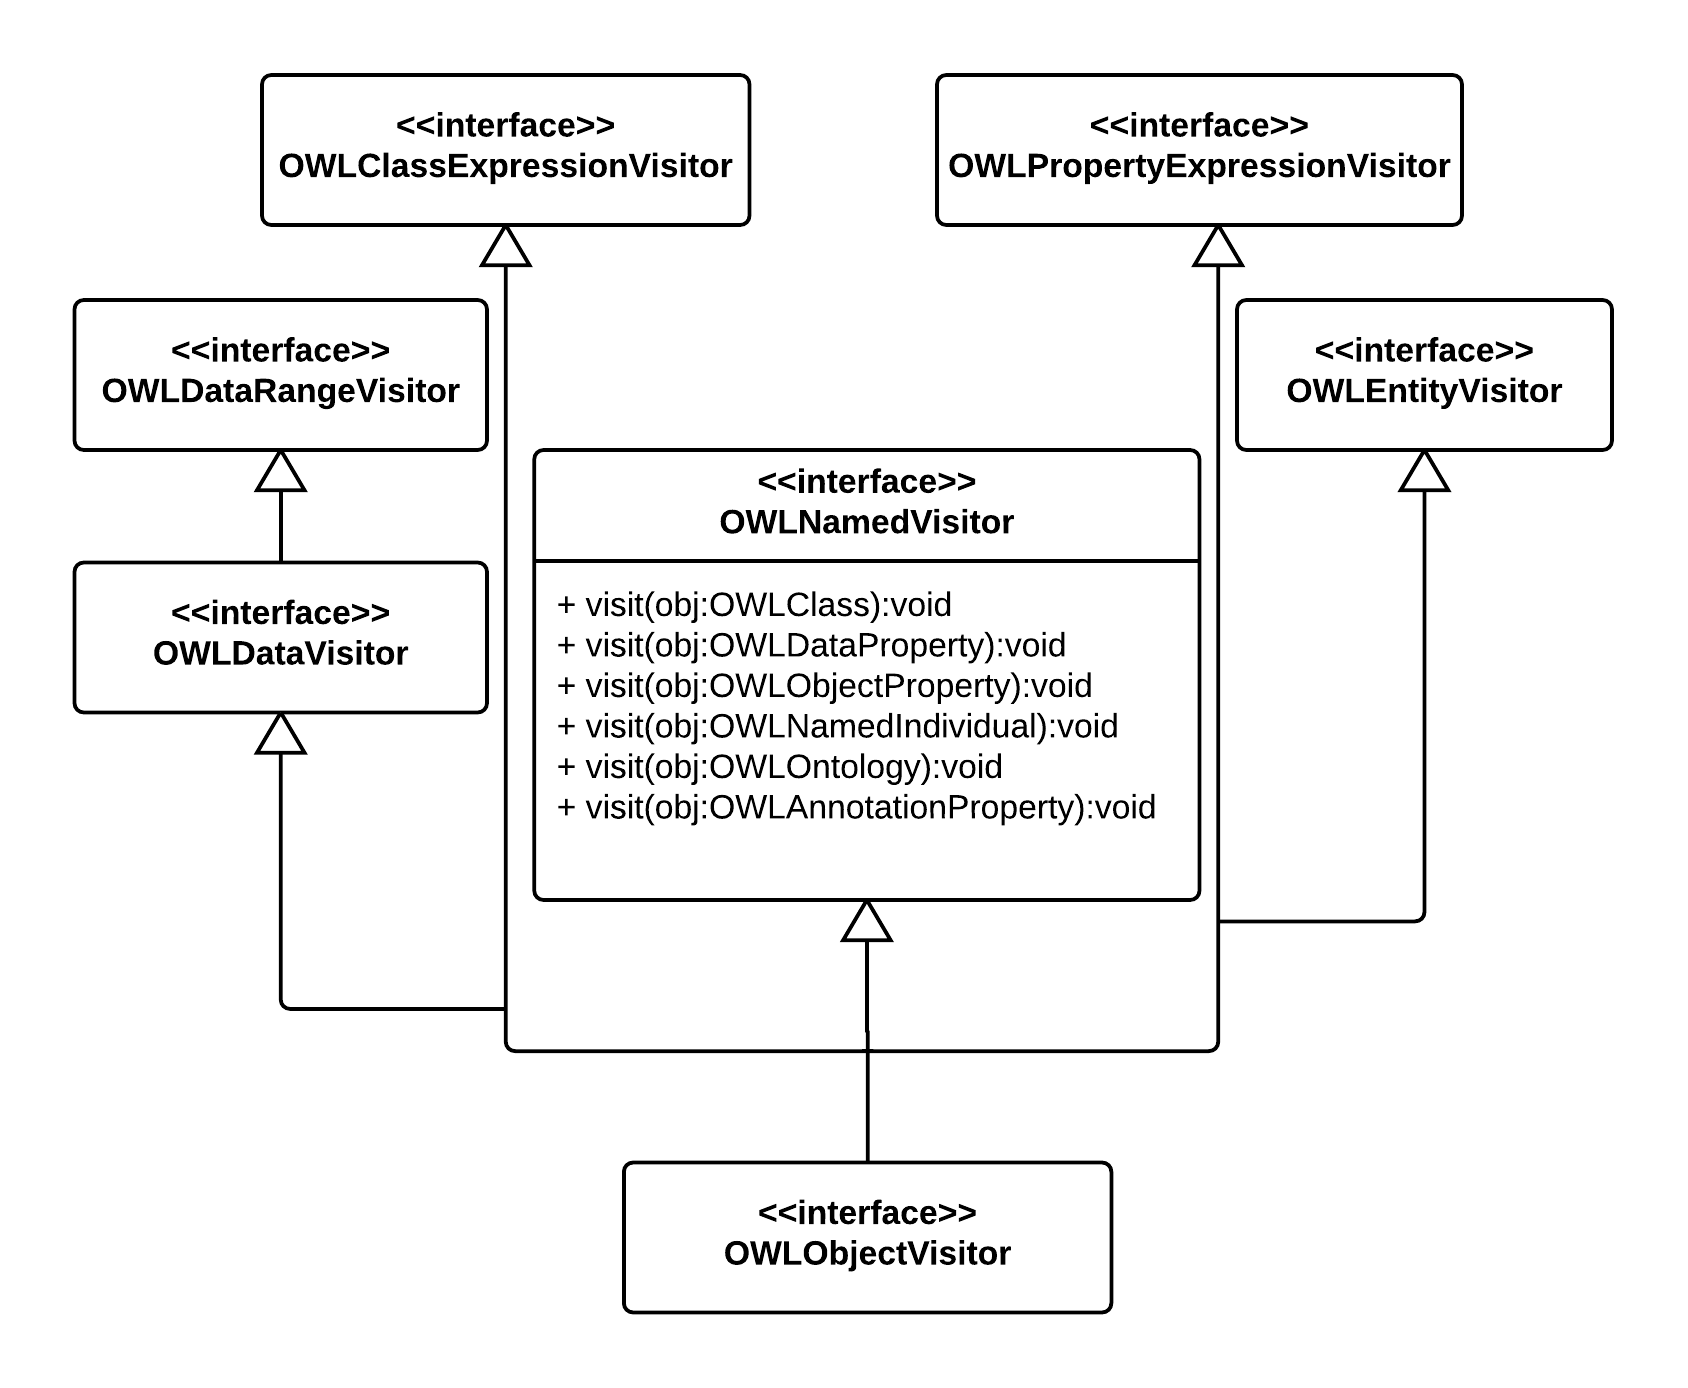 <<interface>>
OWLClassExpressionVisitor
<<interface>>
OWLPropertyExpressionVisitor
<<interface>>
OWLDataRangeVisitor
<<interface>>
OWLEntityVisitor
<<interface>>
OWLNamedVisitor
+ visit(obj:OWLClass):void
+ visit(obj:OWLDataProperty):void
+ visit(obj:OWLObjectProperty):void
+ visit(obj:OWLNamedIndividual):void
+ visit(obj:OWLOntology):void
+ visit(obj:OWLAnnotationProperty):void
<<interface>>
OWLDataVisitor
<<interface>>
OWLObjectVisitor